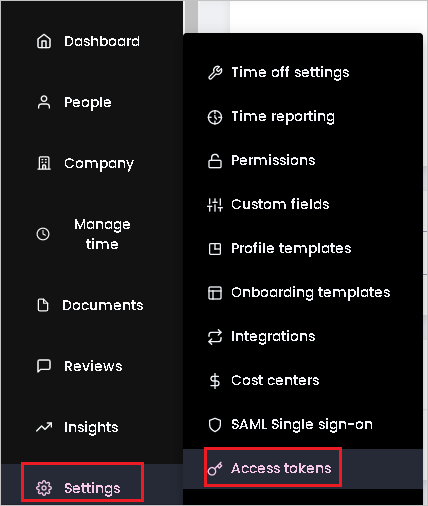 Dashboard
People
Company
Manage
time
Documents
Reviews
Insights
Settings
Time off settings
Time reporting
Permissions
Custom fields
Profile templates
Onboarding templates
Integrations
Cost centers
SAML Single sign-on
Access tokens